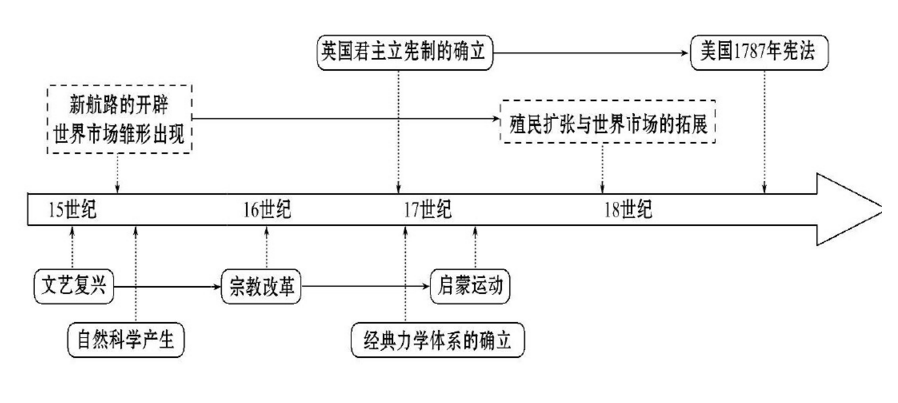 英国君主立宪制的确立
美国1787年宪法
新航路的开辟
世界市场雏形出现
殖民扩张与世界市场的拓展
15世纪
16世纪
17世纪
18世纪
文艺复兴
宗教改革
启蒙运动
自然科学产生
经典力学体系的确立